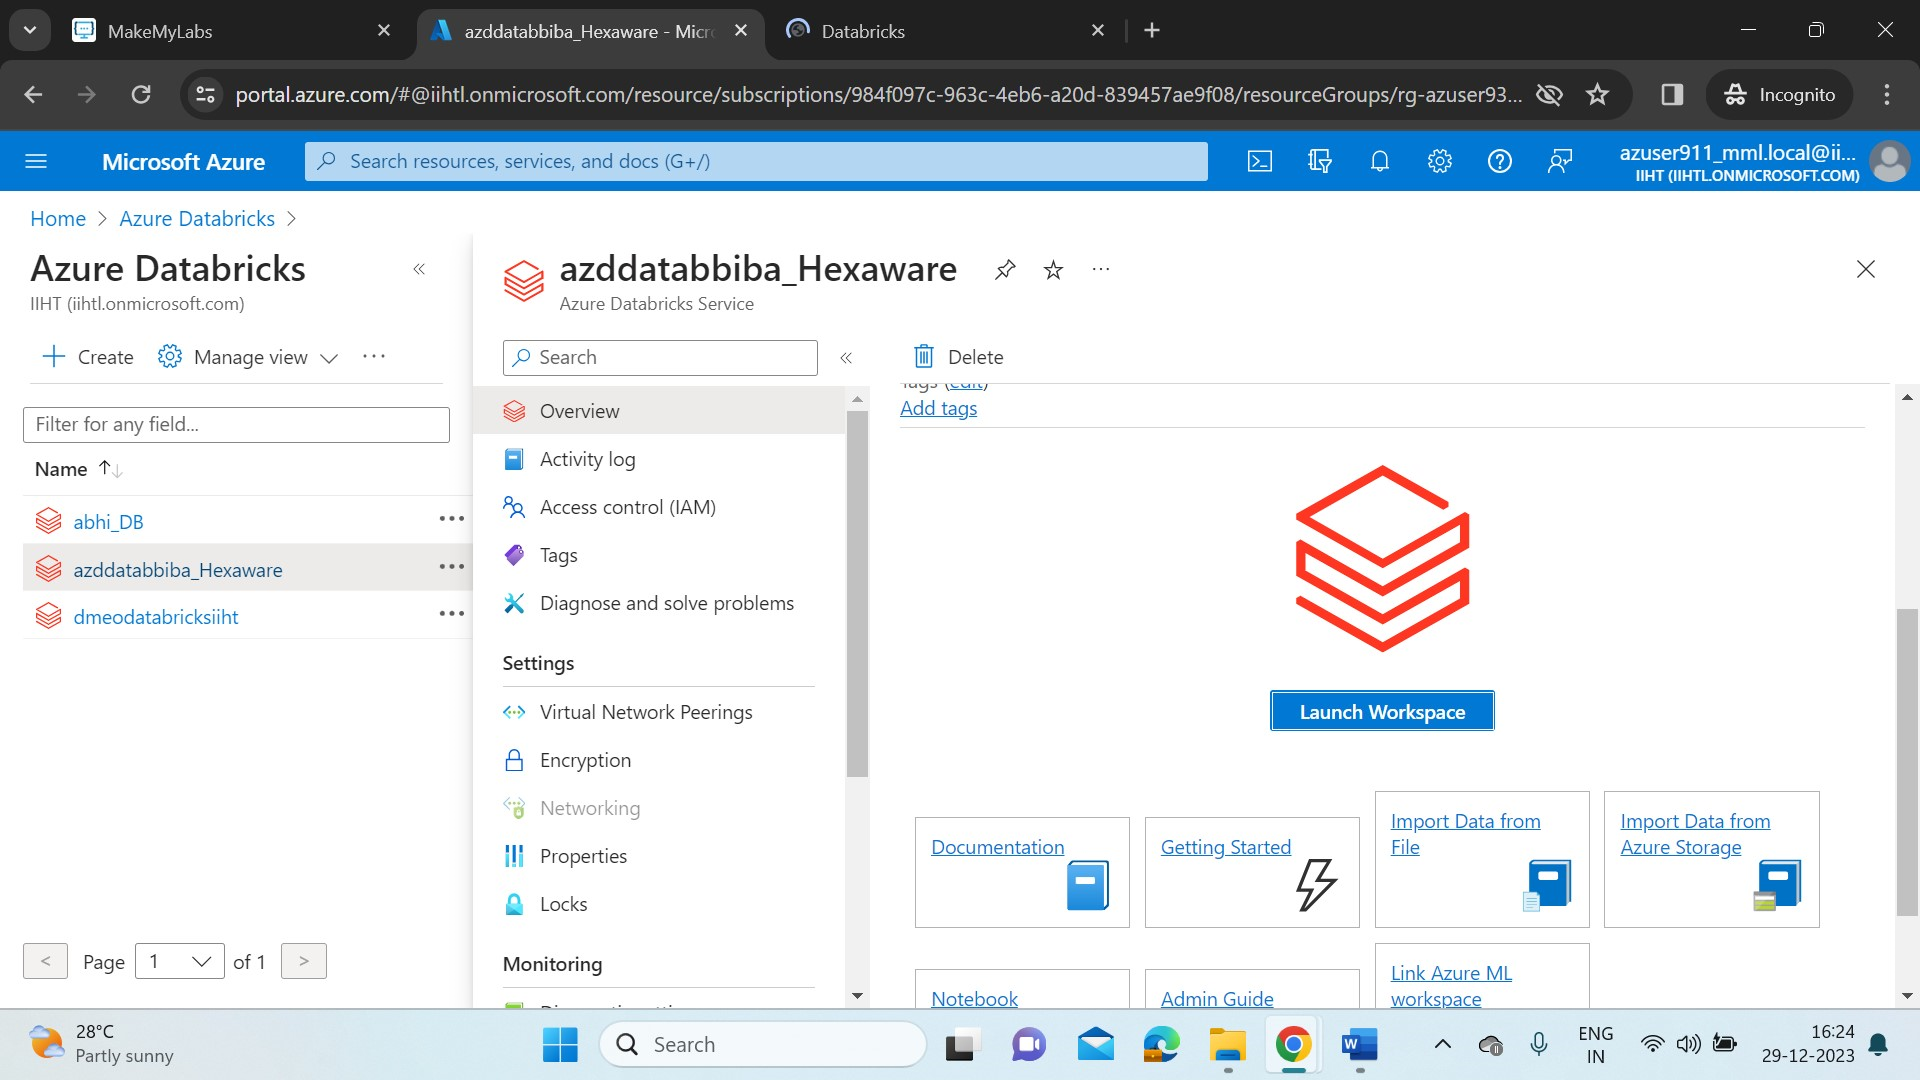 MakeMyLabs
azddatabbiba_Hexaware - Micr
Databricks
portal.azure.com/#@iihtl.onmicrosoft.com/resource/subscriptions/984f097c-963c-4eb6-a20d-839457ae9f08/resourceGroups/rg-azuser93...
Incognito
Microsoft Azure
Search resources, services, and docs (G+/)
azuser911_mml.local@ii...
IIHT (IIHTL.ONMICROSOFT.COM)
Home > Azure Databricks >
Azure Databricks
IIHT (iihtl.onmicrosoft.com)
Create
Manage view
Filter for any field...
Name
abhi_DB
azddatabbiba_Hexaware
dmeodatabricksiiht
< Page 1 of 1 >
azddatabbiba_Hexaware
Azure Databricks Service
Search
Overview
Activity log
Access control (IAM)
Tags
Diagnose and solve problems
Settings
Virtual Network Peerings
Encryption
Networking
Properties
Locks
Monitoring
Delete
Tags (edit)
Add tags
Launch Workspace
Documentation
Getting Started
Import Data from
File
Import Data from
Azure Storage
Notebook
Admin Guide
Link Azure ML
workspace
28°C
Partly sunny
Search
ENG
IN
16:24
29-12-2023